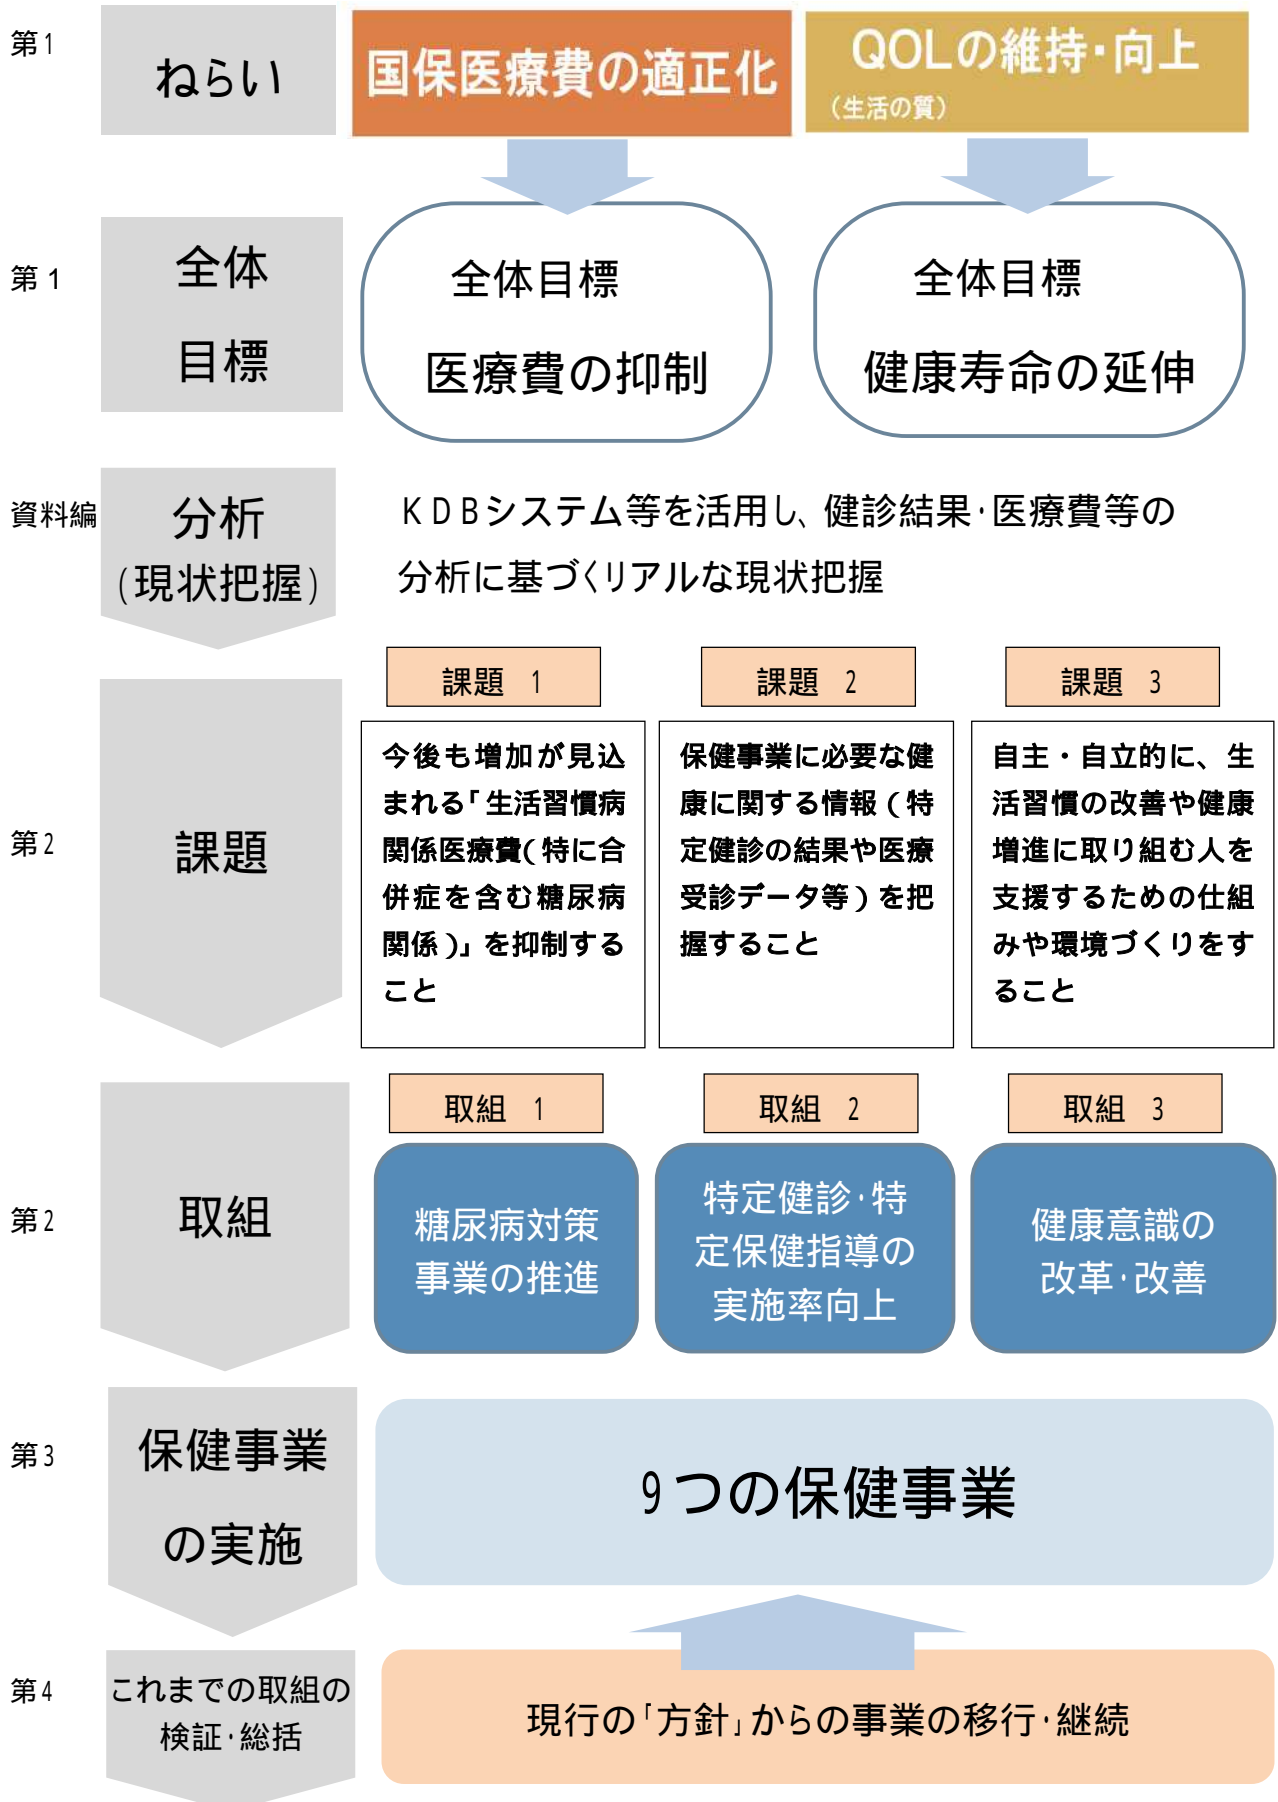 第1
ねらい
国保医療費の適正化
QOLの維持・向上
（生活の質）
第1
全体
目標
全体目標
医療費の抑制
全体目標
健康寿命の延伸
資料編
分析
(現状把握)
KDBシステム等を活用し、健診結果・医療費等の
分析に基づくリアルな現状把握
第2
課題
課題 1
今後も増加が見込
まれる「生活習慣病
関係医療費(特に合
併症を含む糖尿病
関係)」を抑制する
こと
課題 2
保健事業に必要な健
康に関する情報(特
定健診の結果や医療
受診データ等)を把
握すること
課題 3
自主・自立的に、生
活習慣の改善や健康
増進に取り組む人を
支援するための仕組
みや環境づくりをす
ること
第2
取組
取組 1
糖尿病対策
事業の推進
取組 2
特定健診・特
定保健指導の
実施率向上
取組 3
健康意識の
改革・改善
第3
保健事業
の実施
9つの保健事業
第4
これまでの取組の
検証・総括
現行の「方針」からの事業の移行・継続